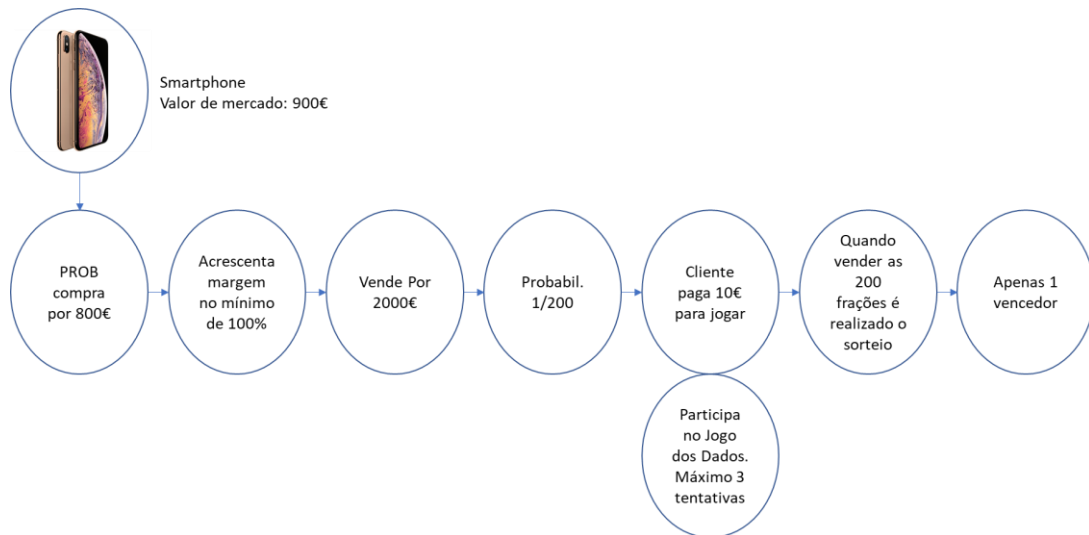 Smartphone
Valor de mercado: 900€
PROB
compra
por 800€
Acrescenta
margem
no mínimo
de 100%
Vende Por
2000€
Probabil.
1/200
Cliente
paga 10€
para jogar
Quando
vender as
200
frações é
realizado o
sorteio
Apenas 1
vencedor
Participa
no Jogo
dos Dados.
Máximo 3
tentativas